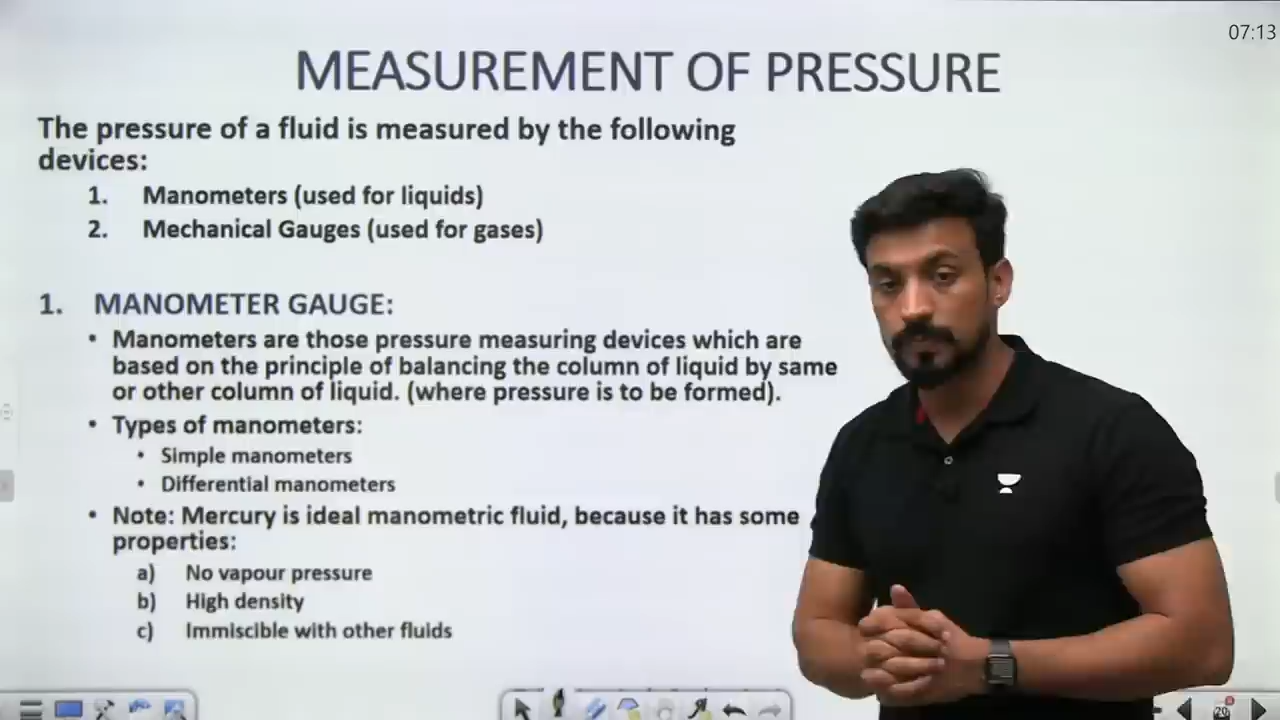 07:13
MEASUREMENT OF PRESSURE
The pressure of a fluid is measured by the following
devices:
1. Manometers (used for liquids)
2. Mechanical Gauges (used for gases)
1. MANOMETER GAUGE:
• Manometers are those pressure measuring devices which are
based on the principle of balancing the column of liquid by same
or other column of liquid. (where pressure is to be formed).
• Types of manometers:
• Simple manometers
• Differential manometers
• Note: Mercury is ideal manometric fluid, because it has some
properties:
a) No vapour pressure
b) High density
c) Immiscible with other fluids
20